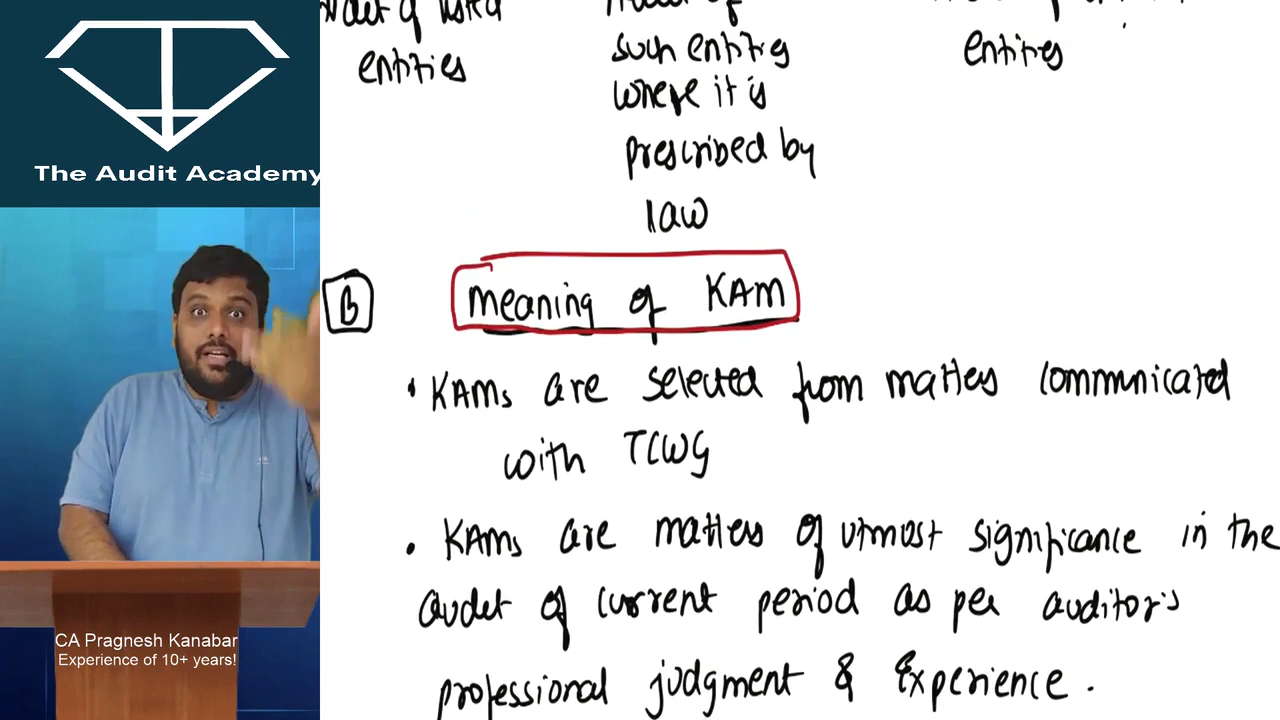 entities
such entities
entities
where it is
prescribed by
law
The Audit Academy
B
Meaning of KAM
• KAMs are selected from matters communicated
with TCWG
• KAMs are matters of utmost significance in the
audit of current period as per auditor's
professional judgment & Experience.
CA Pragnesh Kanabar
Experience of 10+ years!